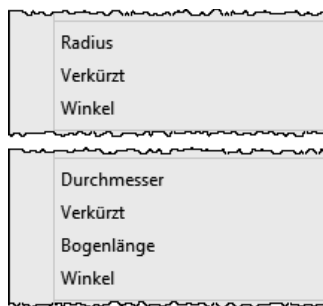 Radius
Verkürzt
Winkel
Durchmesser
Verkürzt
Bogenlänge
Winkel